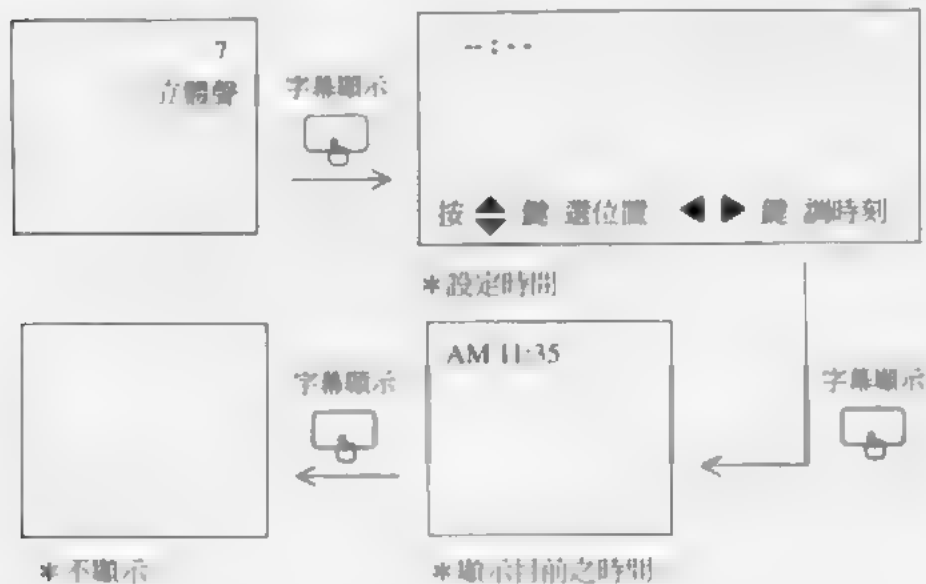 7
立體聲
字幕顯示
--:--
按 ▲▼ 鍵 選位置 ◀ ▶ 鍵 調時刻
*設定時間
AM 11:35
字幕顯示
字幕顯示
*不顯示
*顯示目前之時間